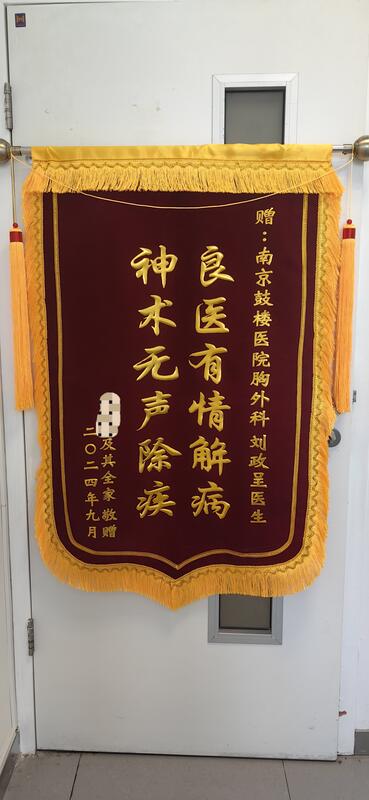 赠：南京鼓楼医院胸外科刘政呈医生
良医有情解病
神术无声除疾
及其全家 敬赠
二〇二四年九月